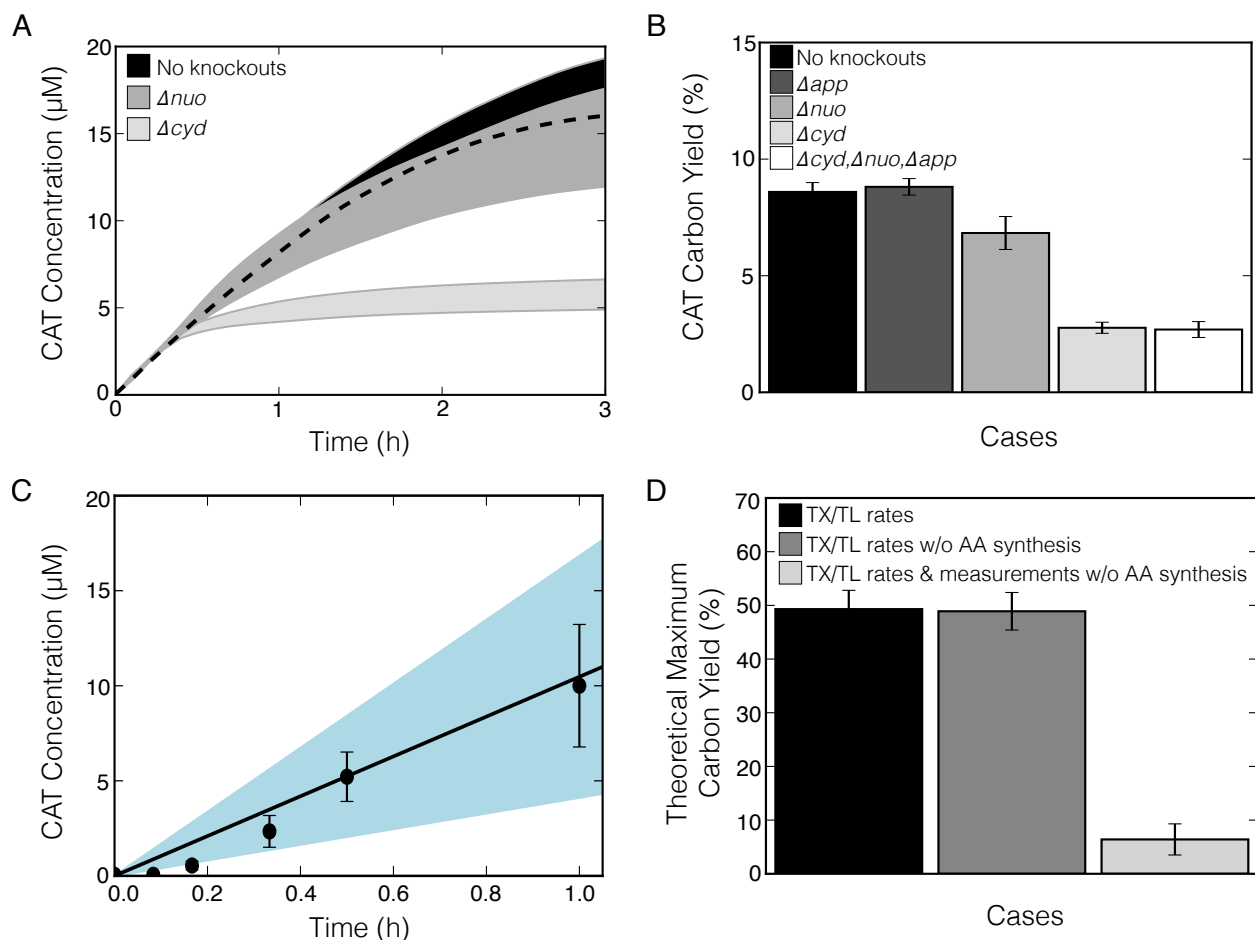 A
CAT Concentration (µM)
20
15
10
5
0
No knockouts
Δnuo
Δcyd
0
1
2
3
Time (h)
B
CAT Carbon Yield (%)
15
10
5
0
No knockouts
Δapp
Δnuo
Δcyd
Δcyd,Δnuo,Δapp
Cases
C
CAT Concentration (µM)
20
15
10
5
0
0.0
0.2
0.4
0.6
0.8
1.0
Time (h)
D
Theoretical Maximum
Carbon Yield (%)
70
60
50
40
30
20
10
0
TX/TL rates
TX/TL rates w/o AA synthesis
TX/TL rates & measurements w/o AA synthesis
Cases